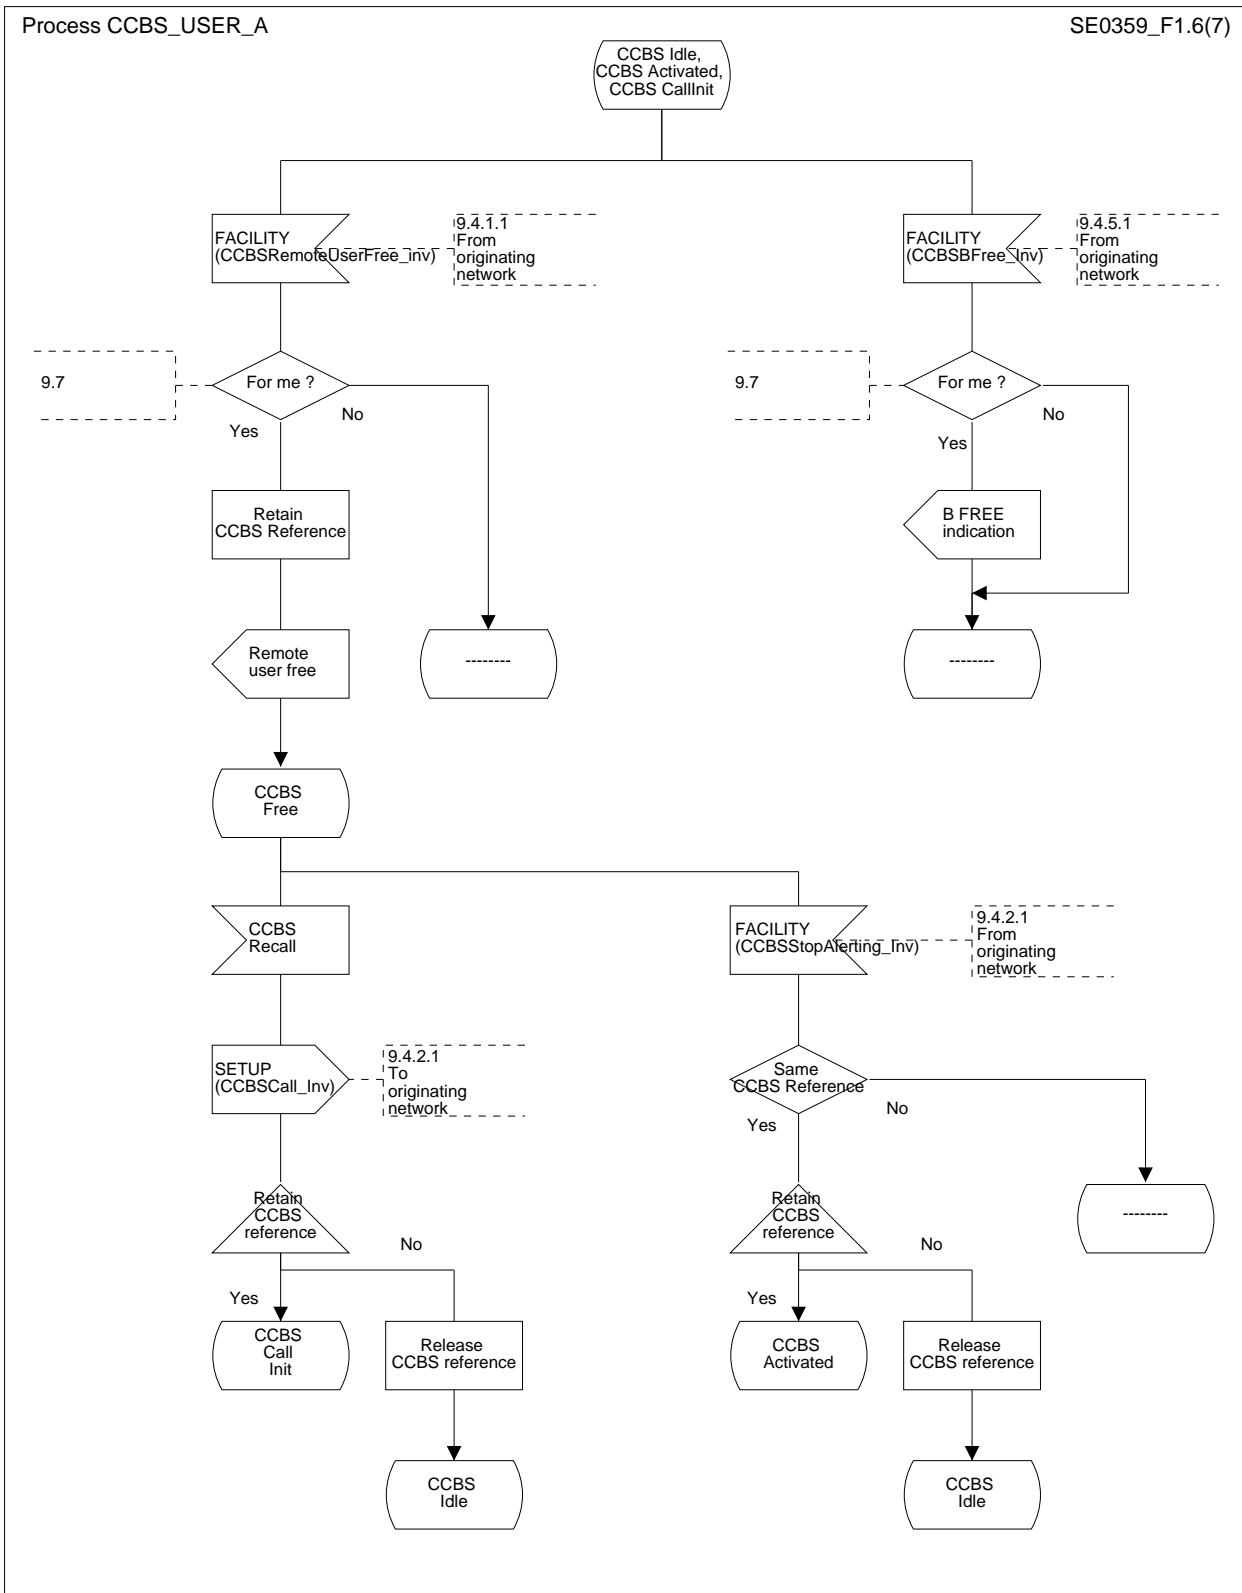 Process CCBS_USER_A
SE0359_F1.6(7)
CCBS Idle,
CCBS Activated,
CCBS CallInit
FACILITY
(CCBSRemoteUserFree_inv)
9.4.1.1
From
originating
network
FACILITY
(CCBSBFree_Inv)
9.4.5.1
From
originating
network
9.7
For me ?
No
Yes
9.7
For me ?
No
Yes
Retain
CCBS Reference
B FREE
indication
Remote
user free
--------
--------
CCBS
Free
CCBS
Recall
FACILITY
(CCBSStopAlerting_Inv)
9.4.2.1
From
originating
network
SETUP
(CCBSCall_Inv)
9.4.2.1
To
originating
network
Same
CCBS Reference
No
Yes
Retain
CCBS
reference
No
Yes
Retain
CCBS
reference
No
Yes
--------
CCBS
Call
Init
Release
CCBS reference
CCBS
Activated
Release
CCBS reference
CCBS
Idle
CCBS
Idle